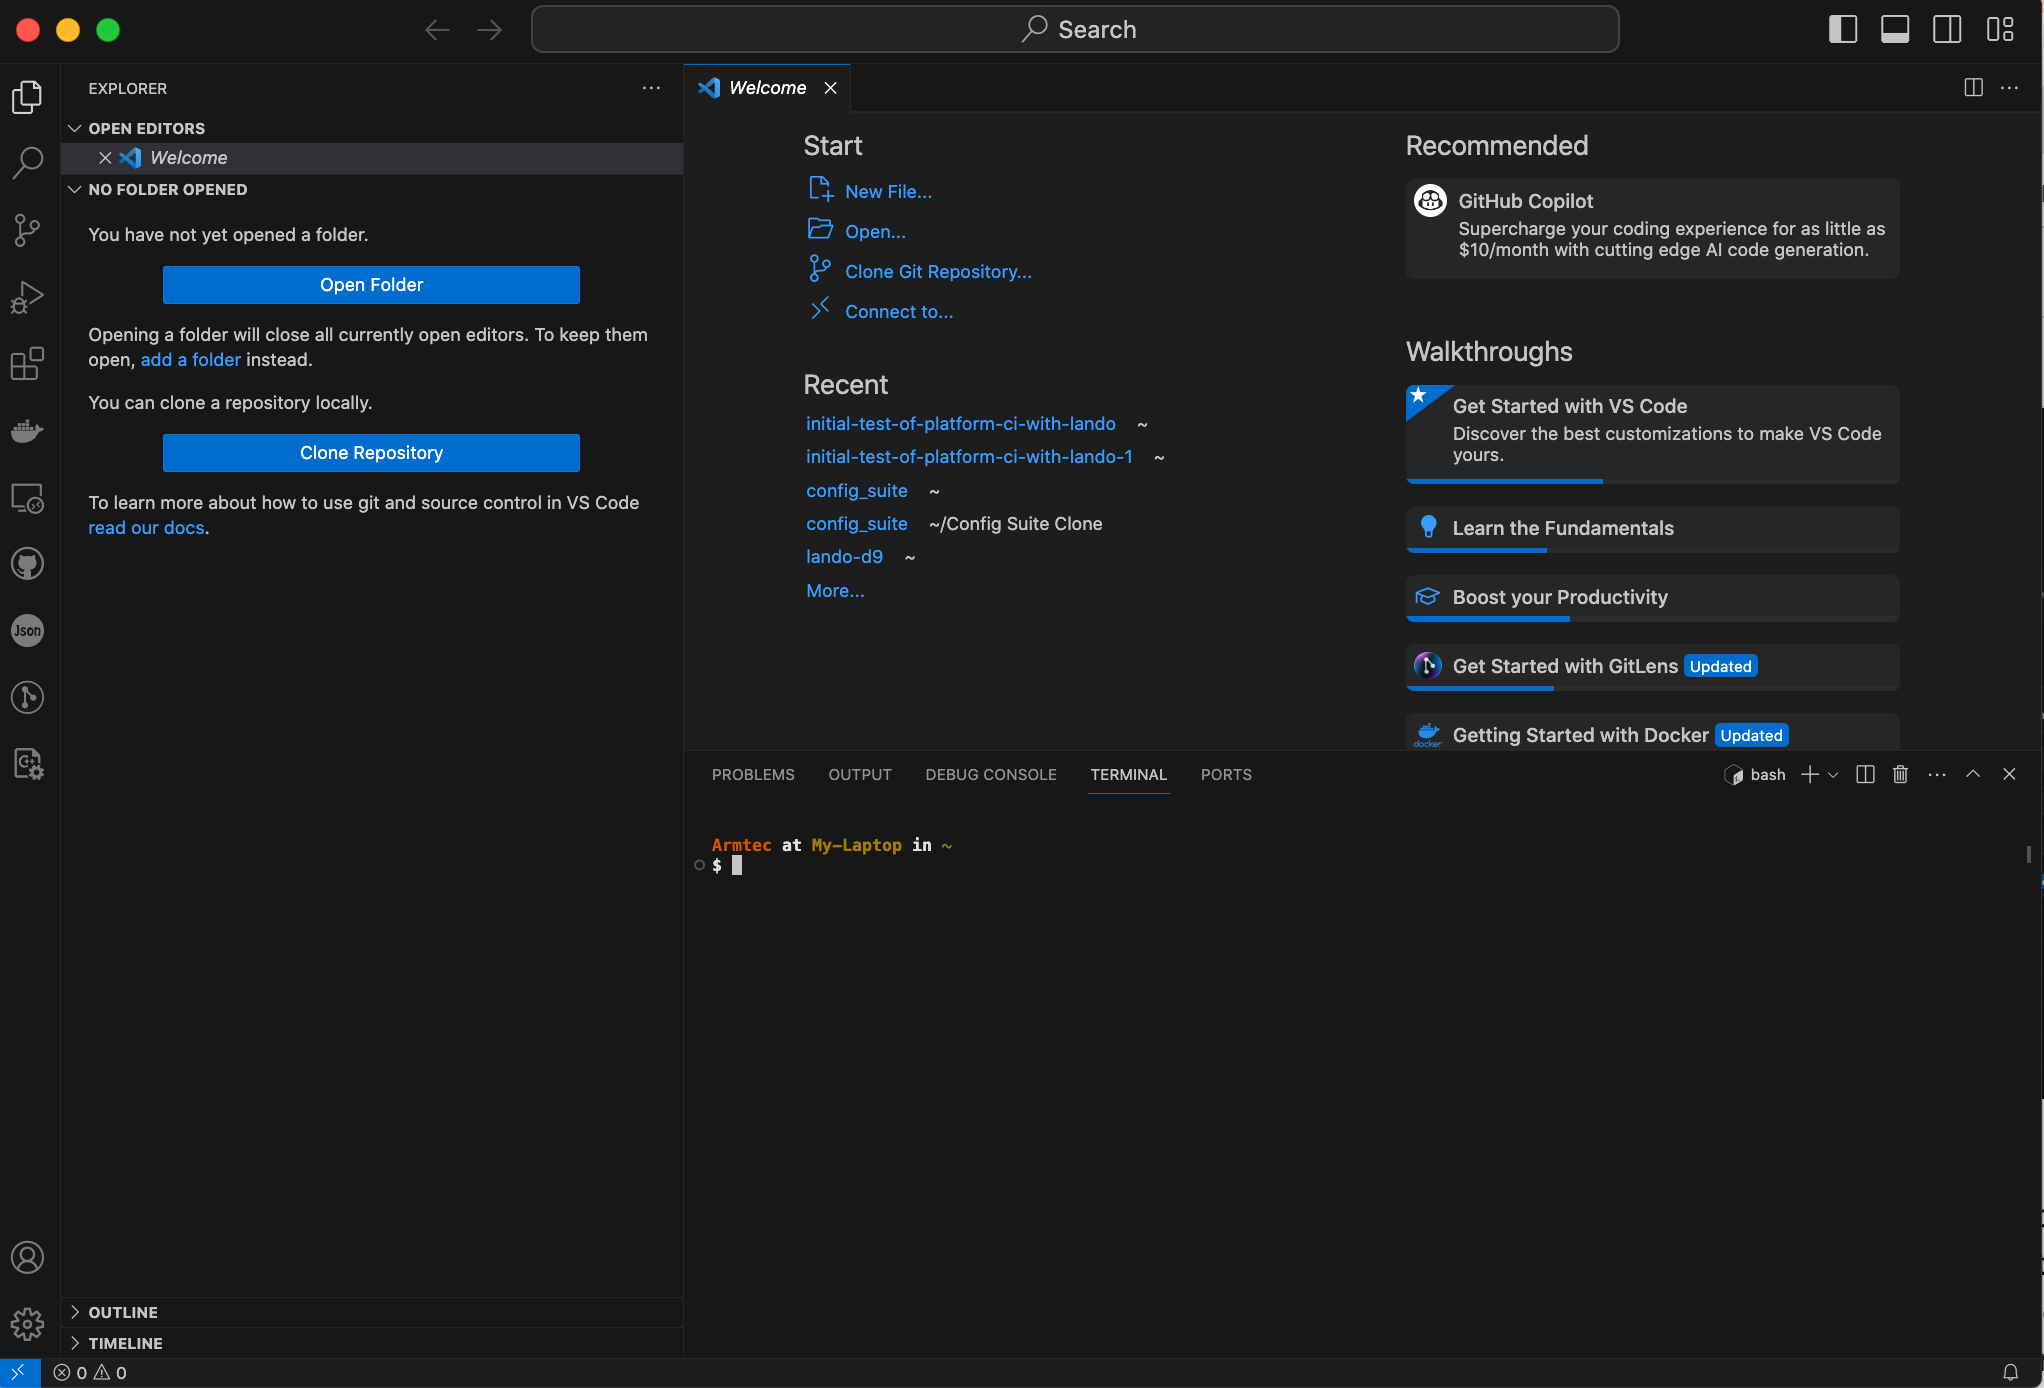 Search
EXPLORER
OPEN EDITORS
Welcome
NO FOLDER OPENED
You have not yet opened a folder.
Open Folder
Opening a folder will close all currently open editors. To keep them
open, add a folder instead.
You can clone a repository locally.
Clone Repository
To learn more about how to use git and source control in VS Code
read our docs.
Json
OUTLINE
TIMELINE
Welcome
Start
New File...
Open...
Clone Git Repository...
Connect to...
Recent
initial-test-of-platform-ci-with-lando ~
initial-test-of-platform-ci-with-lando-1 ~
config_suite ~
config_suite ~/Config Suite Clone
lando-d9 ~
More...
Recommended
GitHub Copilot
Supercharge your coding experience for as little as
$10/month with cutting edge AI code generation.
Walkthroughs
Get Started with VS Code
Discover the best customizations to make VS Code
yours.
Learn the Fundamentals
Boost your Productivity
Get Started with GitLens Updated
docker
Getting Started with Docker Updated
PROBLEMS OUTPUT DEBUG CONSOLE TERMINAL PORTS
bash
Armtec at My-Laptop in ~
$
0 0